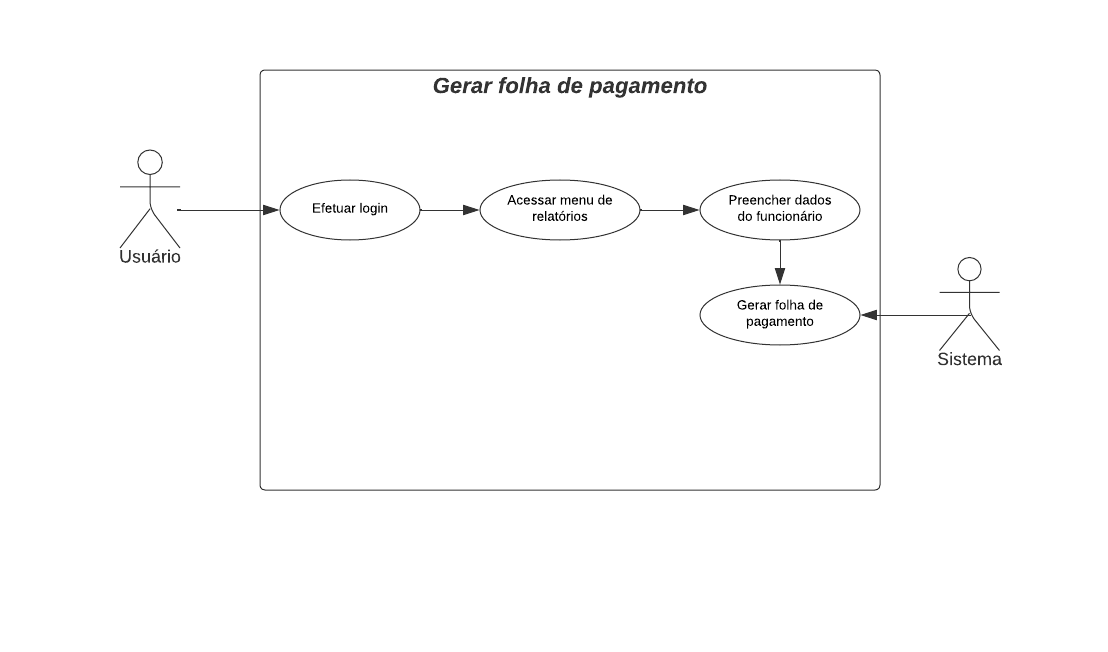 Gerar folha de pagamento
Efetuar login
Acessar menu de
relatórios
Preencher dados
do funcionário
Usuário
Gerar folha de
pagamento
Sistema